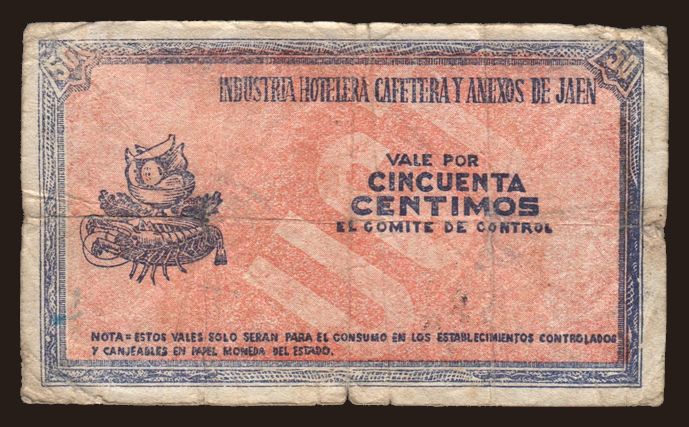 50 50
INDUSTRIA HOTELERA CAFETERA Y ANEXOS DE JAEN
VALE POR
CINCUENTA
CENTIMOS
EL COMITE DE CONTROL
NOTA = ESTOS VALES SOLO SERAN PARA EL CONSUMO EN LOS ESTABLECIMIENTOS CONTROLADOS
Y CANJEABLES EN PAPEL MONEDA DEL ESTADO.